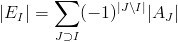 |E_I| = \sum_{J \supset I} (-1)^{|J \setminus I|} |A_J|